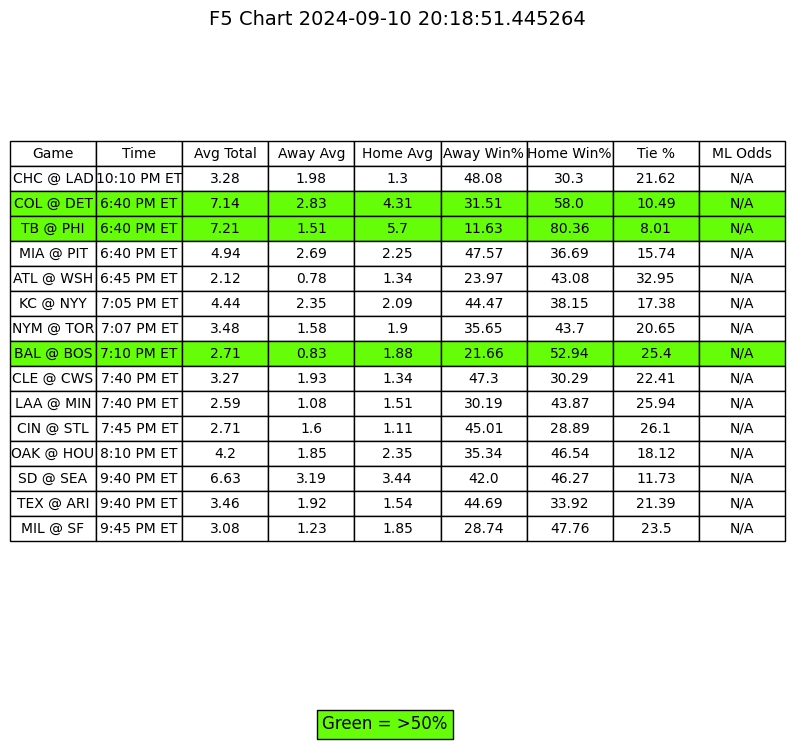 F5 Chart 2024-09-10 20:18:51.445264
Game Time Avg Total Away Avg Home Avg Away Win% Home Win% Tie % ML Odds
CHC @ LAD 10:10 PM ET 3.28 1.98 1.3 48.08 30.3 21.62 N/A
COL @ DET 6:40 PM ET 7.14 2.83 4.31 31.51 58.0 10.49 N/A
TB @ PHI 6:40 PM ET 7.21 1.51 5.7 11.63 80.36 8.01 N/A
MIA @ PIT 6:40 PM ET 4.94 2.69 2.25 47.57 36.69 15.74 N/A
ATL @ WSH 6:45 PM ET 2.12 0.78 1.34 23.97 43.08 32.95 N/A
KC @ NYY 7:05 PM ET 4.44 2.35 2.09 44.47 38.15 17.38 N/A
NYM @ TOR 7:07 PM ET 3.48 1.58 1.9 35.65 43.7 20.65 N/A
BAL @ BOS 7:10 PM ET 2.71 0.83 1.88 21.66 52.94 25.4 N/A
CLE @ CWS 7:40 PM ET 3.27 1.93 1.34 47.3 30.29 22.41 N/A
LAA @ MIN 7:40 PM ET 2.59 1.08 1.51 30.19 43.87 25.94 N/A
CIN @ STL 7:45 PM ET 2.71 1.6 1.11 45.01 28.89 26.1 N/A
OAK @ HOU 8:10 PM ET 4.2 1.85 2.35 35.34 46.54 18.12 N/A
SD @ SEA 9:40 PM ET 6.63 3.19 3.44 42.0 46.27 11.73 N/A
TEX @ ARI 9:40 PM ET 3.46 1.92 1.54 44.69 33.92 21.39 N/A
MIL @ SF 9:45 PM ET 3.08 1.23 1.85 28.74 47.76 23.5 N/A
Green = >50%